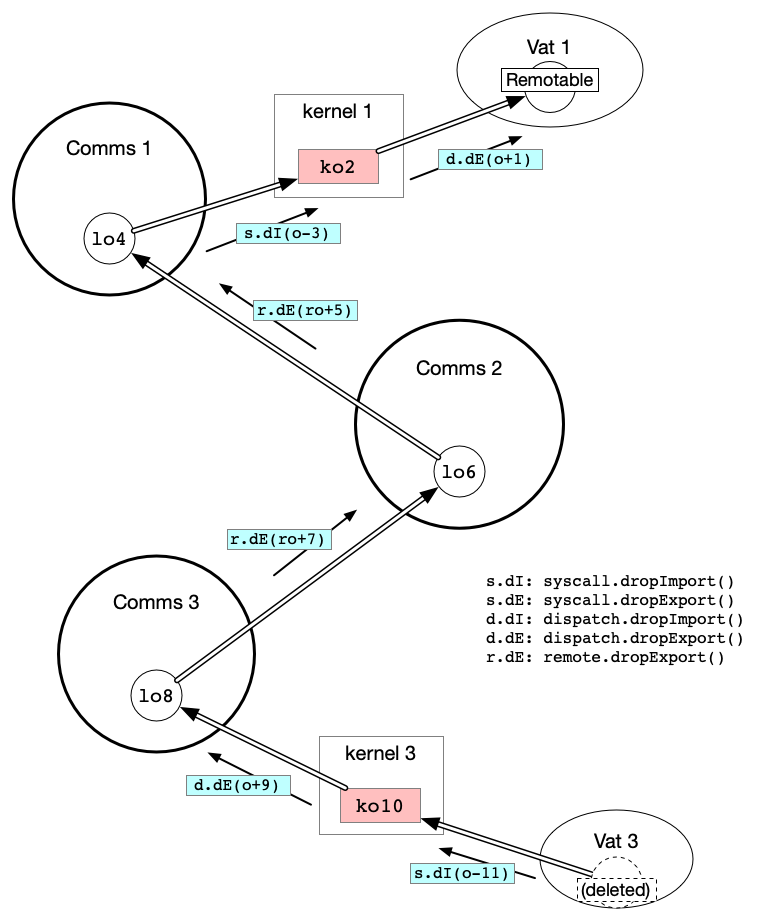 Vat 1
Remotable
kernel 1
ko2
d.dE(o+1)
Comms 1
lo4
s.dI(o-3)
r.dE(ro+5)
Comms 2
lo6
r.dE(ro+7)
s.dI: syscall.dropImport()
s.dE: syscall.dropExport()
d.dI: dispatch.dropImport()
d.dE: dispatch.dropExport()
r.dE: remote.dropExport()
Comms 3
lo8
kernel 3
d.dE(o+9)
ko10
Vat 3
s.dI(o-11)
(deleted)